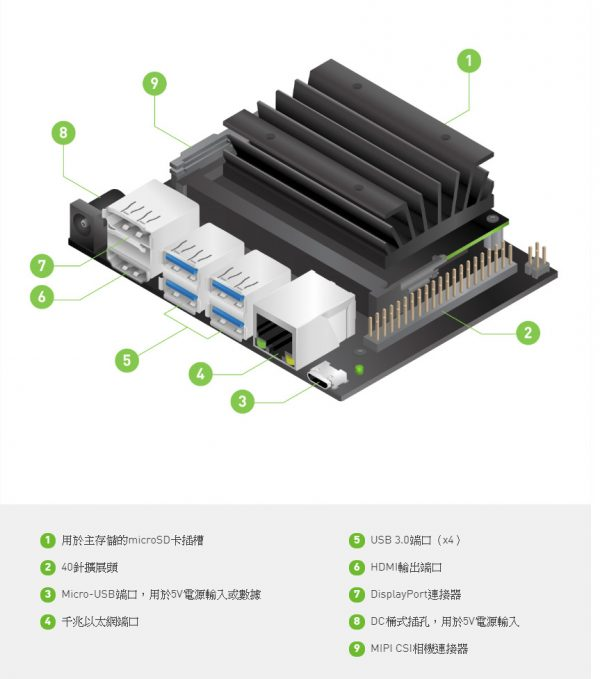 1
9
8
7
6
2
5
4
3
1 用於主存儲的microSD卡插槽
2 40針擴展頭
3 Micro-USB端口，用於5V電源輸入或數據
4 千兆以太網端口
5 USB 3.0端口（x4）
6 HDMI輸出端口
7 DisplayPort連接器
8 DC桶式插孔，用於5V電源輸入
9 MIPI CSI相機連接器